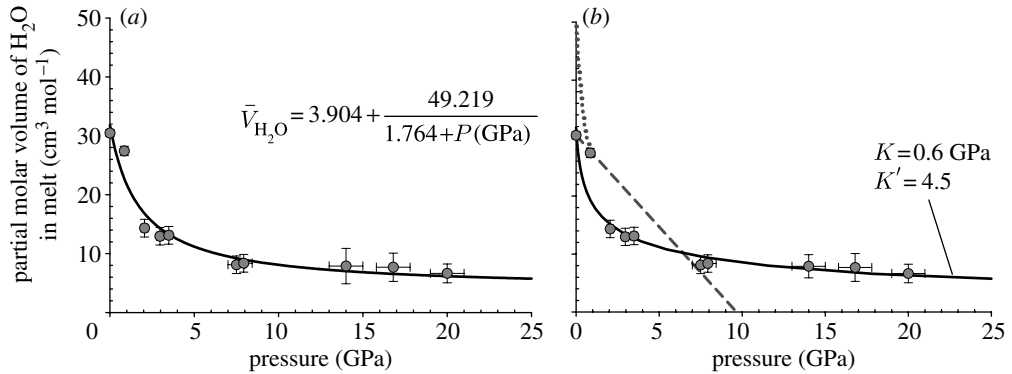 partial molar volume of H₂O
in melt (cm³ mol⁻¹)
(a)
50
40
30
20
10
0
5
10
15
20
25
pressure (GPa)
V̄_H₂O = 3.904 + 49.219 / 1.764 + P (GPa)
(b)
K = 0.6 GPa
K′ = 4.5
0
5
10
15
20
25
pressure (GPa)